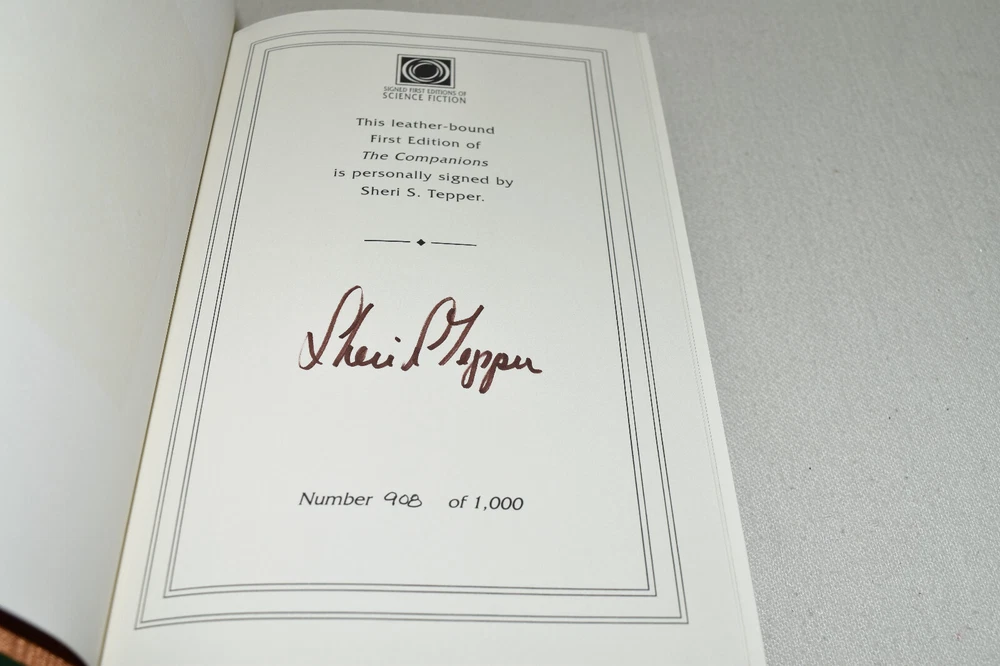 SIGNED FIRST EDITIONS OF
SCIENCE FICTION
This leather-bound
First Edition of
The Companions
is personally signed by
Sheri S. Tepper.
Sheri S Tepper
Number 908 of 1,000